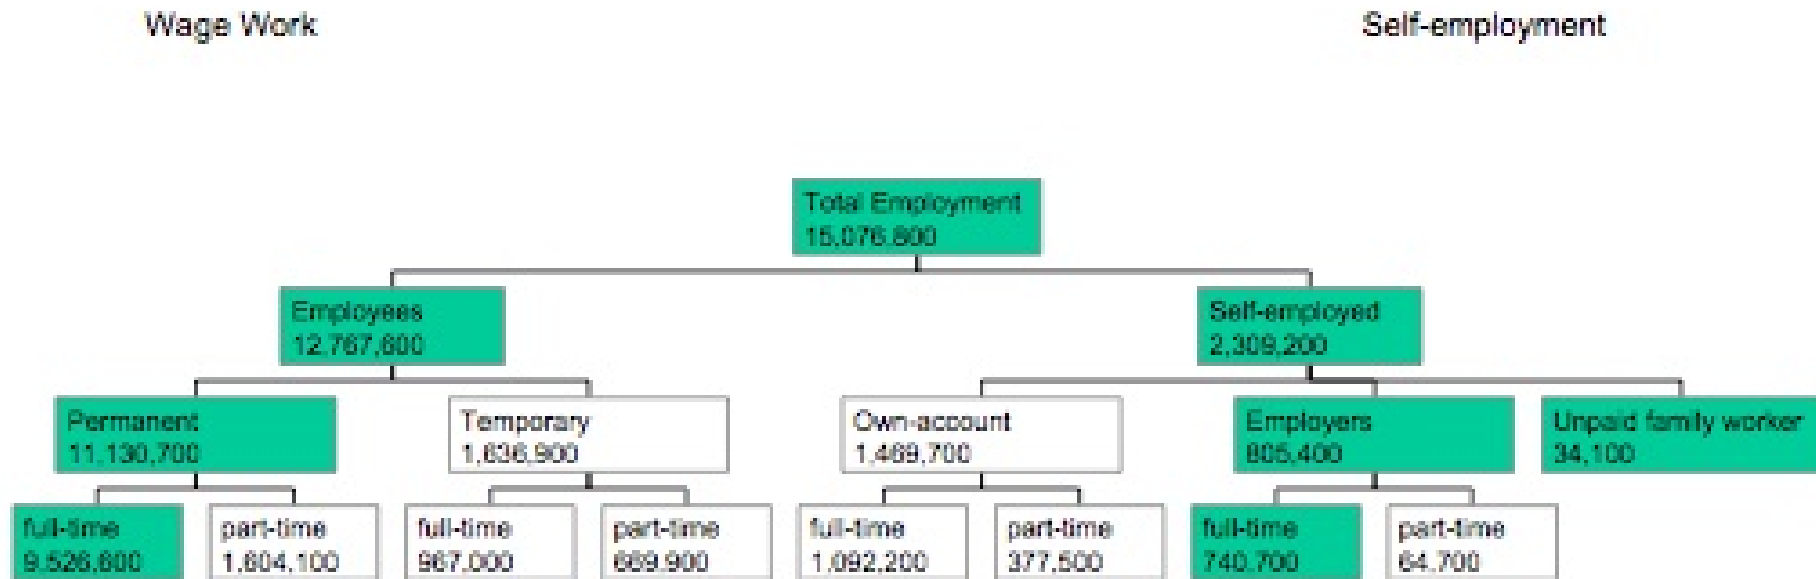 Wage Work
Self-employment
Total Employment
15,076,800
Employees
12,767,600
Self-employed
2,309,200
Permanent
11,130,700
Temporary
1,636,900
Own-account
1,469,700
Employers
805,400
Unpaid family worker
34,100
full-time
9,526,600
part-time
1,604,100
full-time
967,000
part-time
669,900
full-time
1,092,200
part-time
377,500
full-time
740,700
part-time
64,700